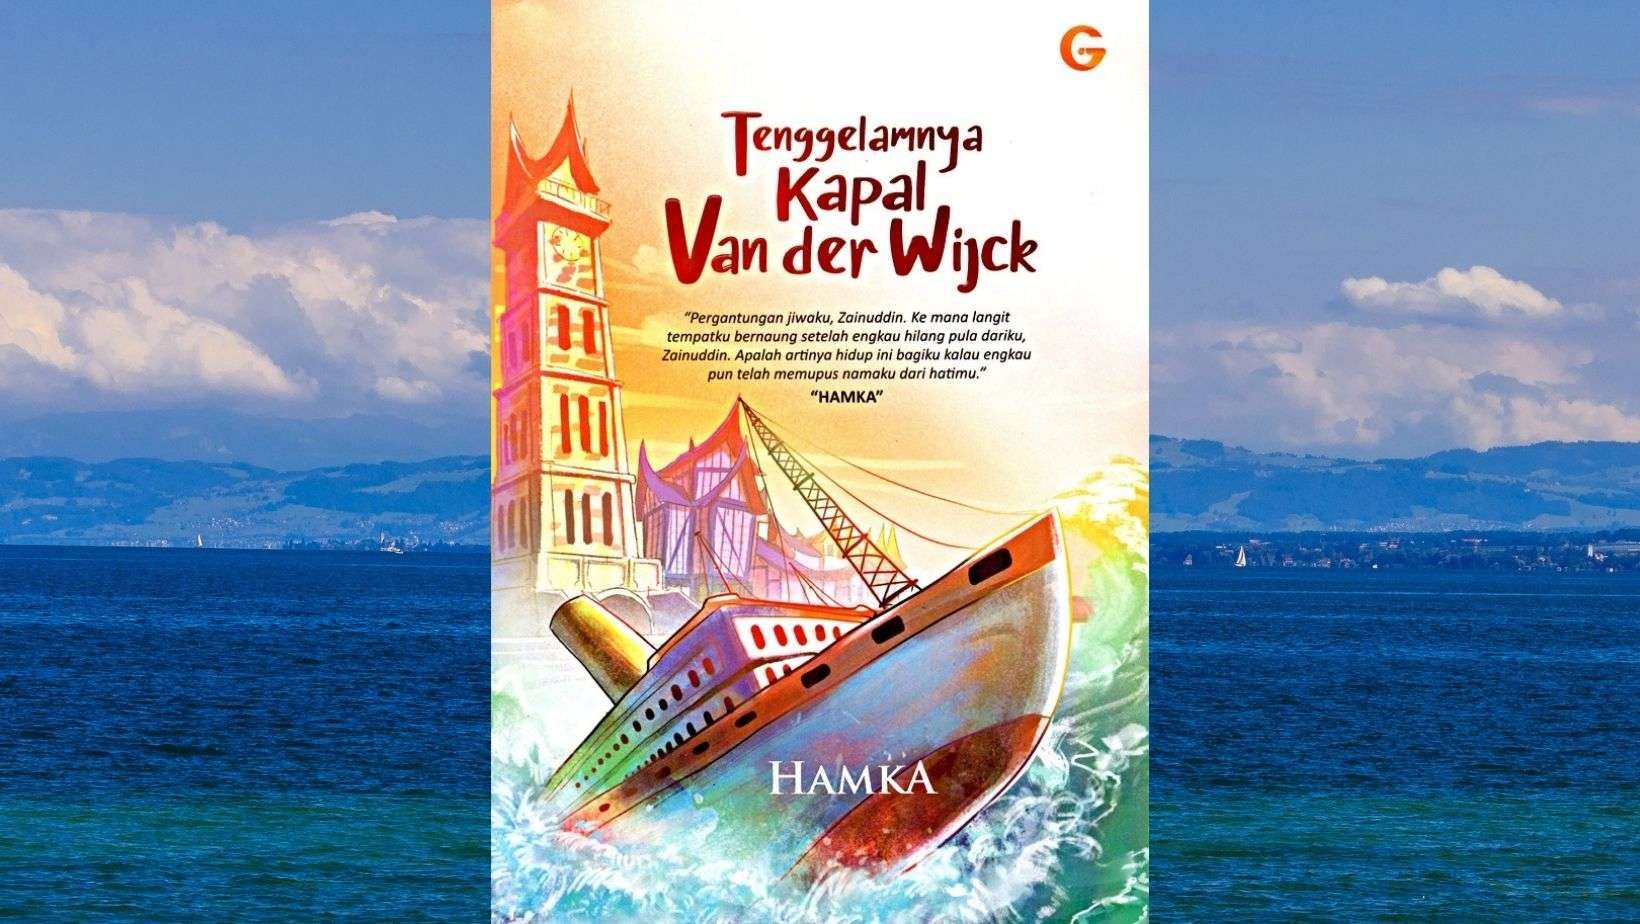 G
Tenggelamnya
Kapal
Van der Wijck
“Pergantungan jiwaku, Zainuddin. Ke mana langit
tempatku bernaung setelah engkau hilang pula dariku,
Zainuddin. Apalah artinya hidup ini bagiku kalau engkau
pun telah memupus namaku dari hatimu.”
“HAMKA”
HAMKA